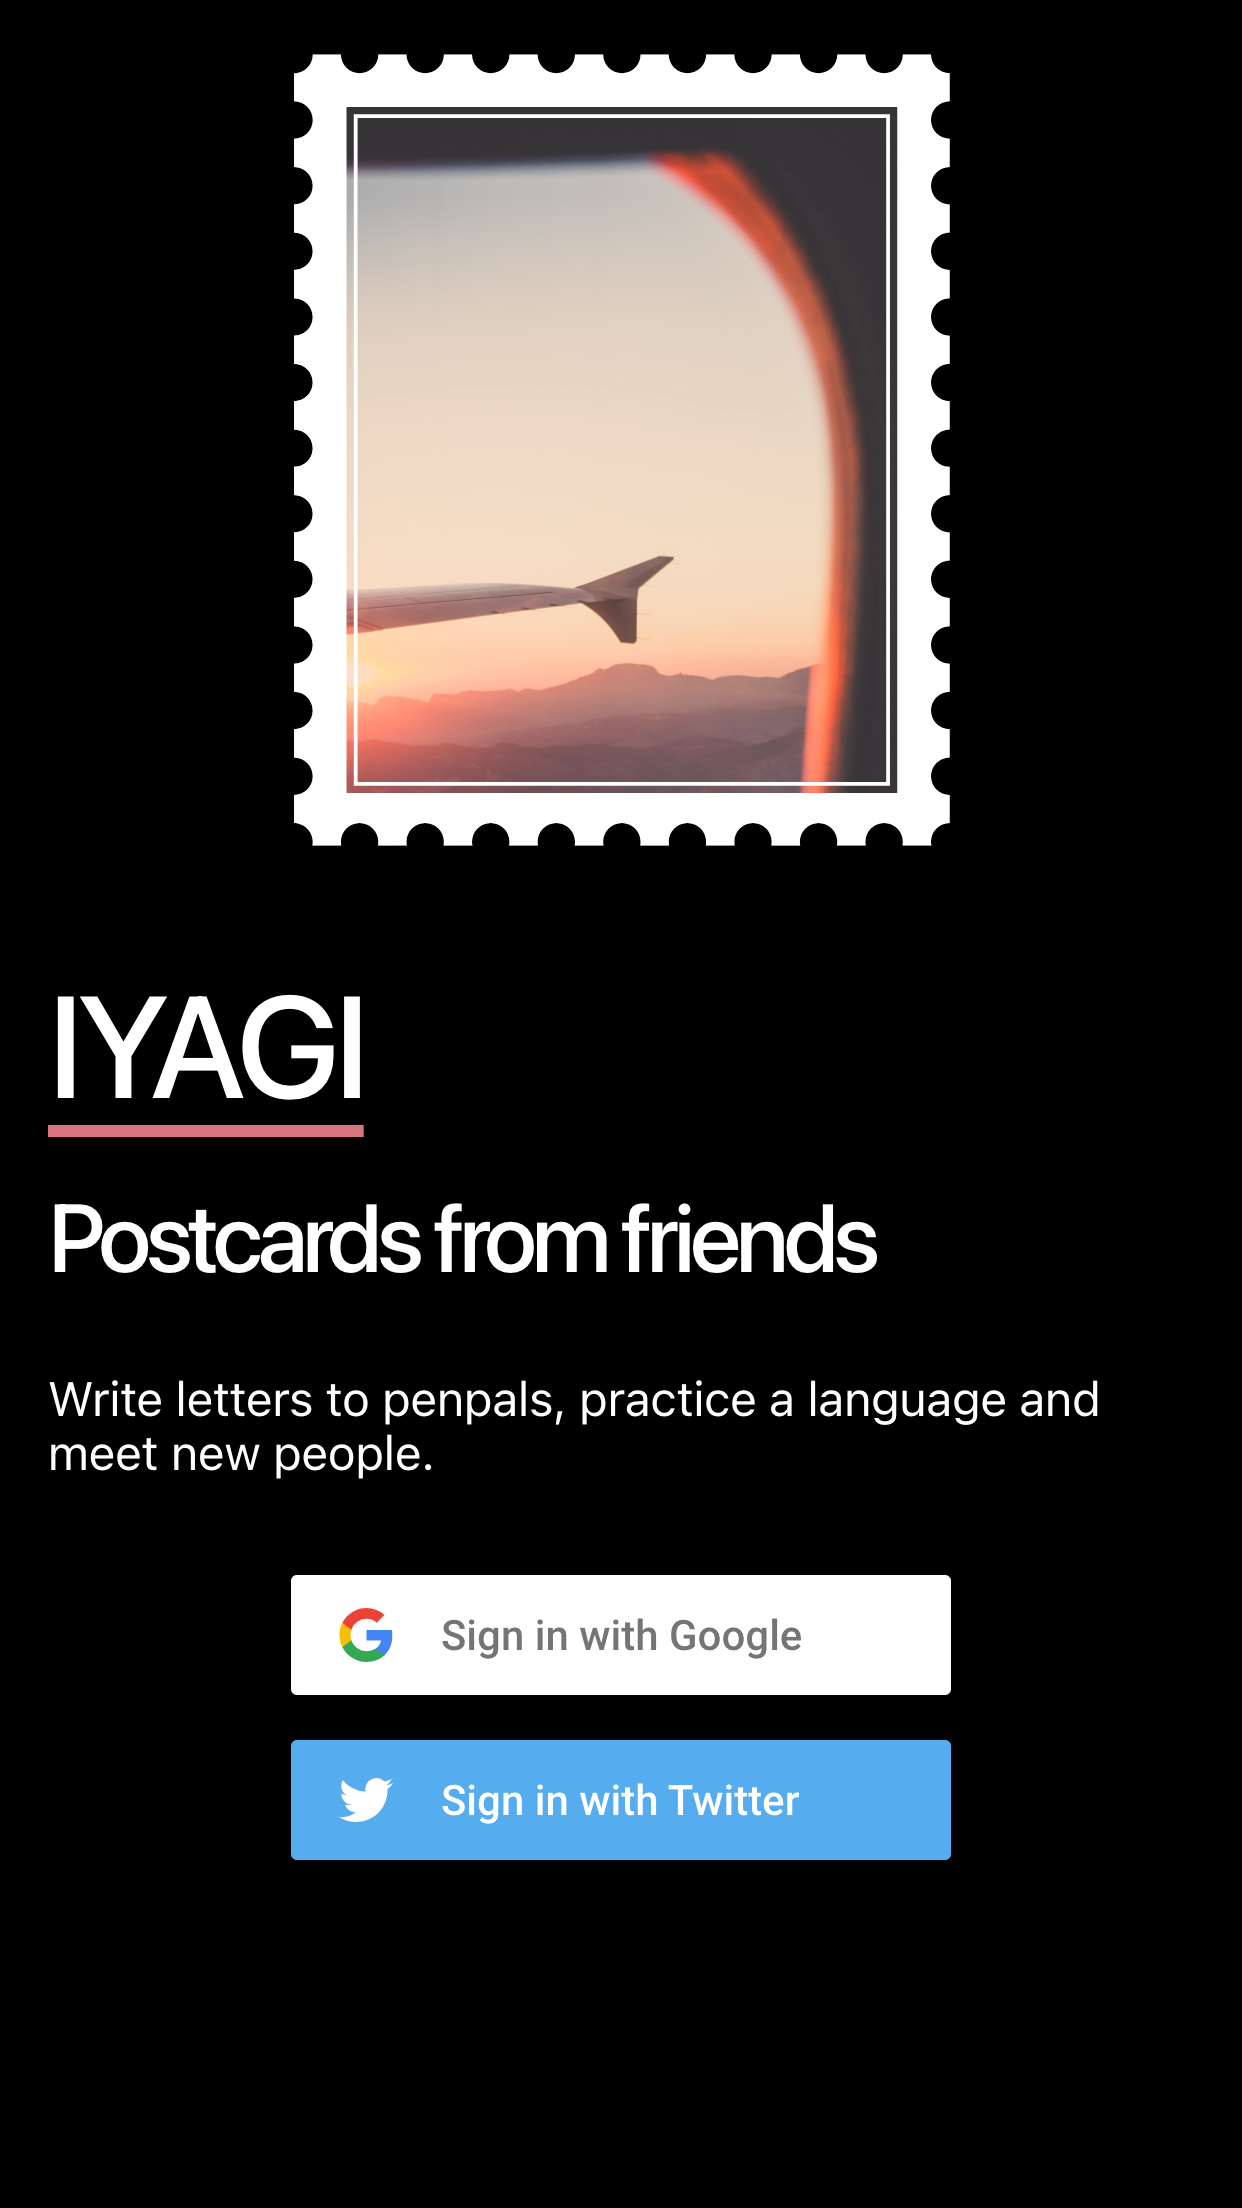 IYAGI
Postcards from friends
Write letters to penpals, practice a language and
meet new people.
Sign in with Google
Sign in with Twitter